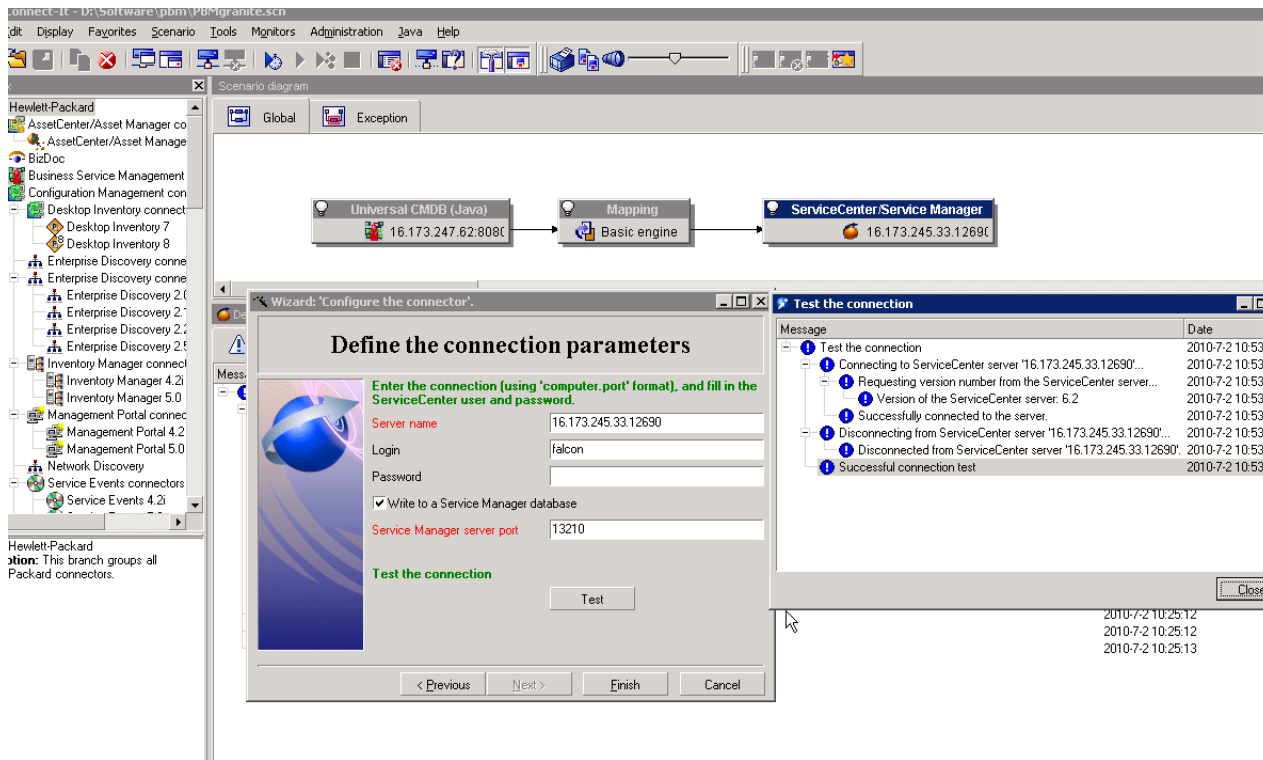 Connect-It - D:\Software\pbm\PBMgranite.scn
Edit Display Favorites Scenario Tools Monitors Administration Java Help
Scenario diagram
Hewlett-Packard
AssetCenter/Asset Manager co
AssetCenter/Asset Manage
BizDoc
Business Service Management
Configuration Management con
Desktop Inventory connect
Desktop Inventory 7
Desktop Inventory 8
Enterprise Discovery conne
Enterprise Discovery conne
Enterprise Discovery 2.0
Enterprise Discovery 2.1
Enterprise Discovery 2.2
Enterprise Discovery 2.5
Inventory Manager connect
Inventory Manager 4.2i
Inventory Manager 5.0
Management Portal connec
Management Portal 4.2
Management Portal 5.0
Network Discovery
Service Events connectors
Service Events 4.2i
Hewlett-Packard
ption: This branch groups all
Packard connectors.
Global Exception
Universal CMDB (Java)
16.173.247.62:8080
Mapping
Basic engine
ServiceCenter/Service Manager
16.173.245.33.12690
De
Mess
Wizard: 'Configure the connector'.
Define the connection parameters
Enter the connection (using 'computer.port' format), and fill in the
ServiceCenter user and password.
Server name 16.173.245.33.12690
Login falcon
Password
Write to a Service Manager database
Service Manager server port 13210
Test the connection
Test
< Previous Next > Finish Cancel
Test the connection
Message Date
Test the connection 2010-7-2 10:53
Connecting to ServiceCenter server '16.173.245.33.12690'... 2010-7-2 10:53
Requesting version number from the ServiceCenter server... 2010-7-2 10:53
Version of the ServiceCenter server: 6.2 2010-7-2 10:53
Successfully connected to the server. 2010-7-2 10:53
Disconnecting from ServiceCenter server '16.173.245.33.12690'... 2010-7-2 10:53
Disconnected from ServiceCenter server '16.173.245.33.12690'. 2010-7-2 10:53
Successful connection test 2010-7-2 10:53
Close
2010-7-2 10:25:12
2010-7-2 10:25:12
2010-7-2 10:25:13